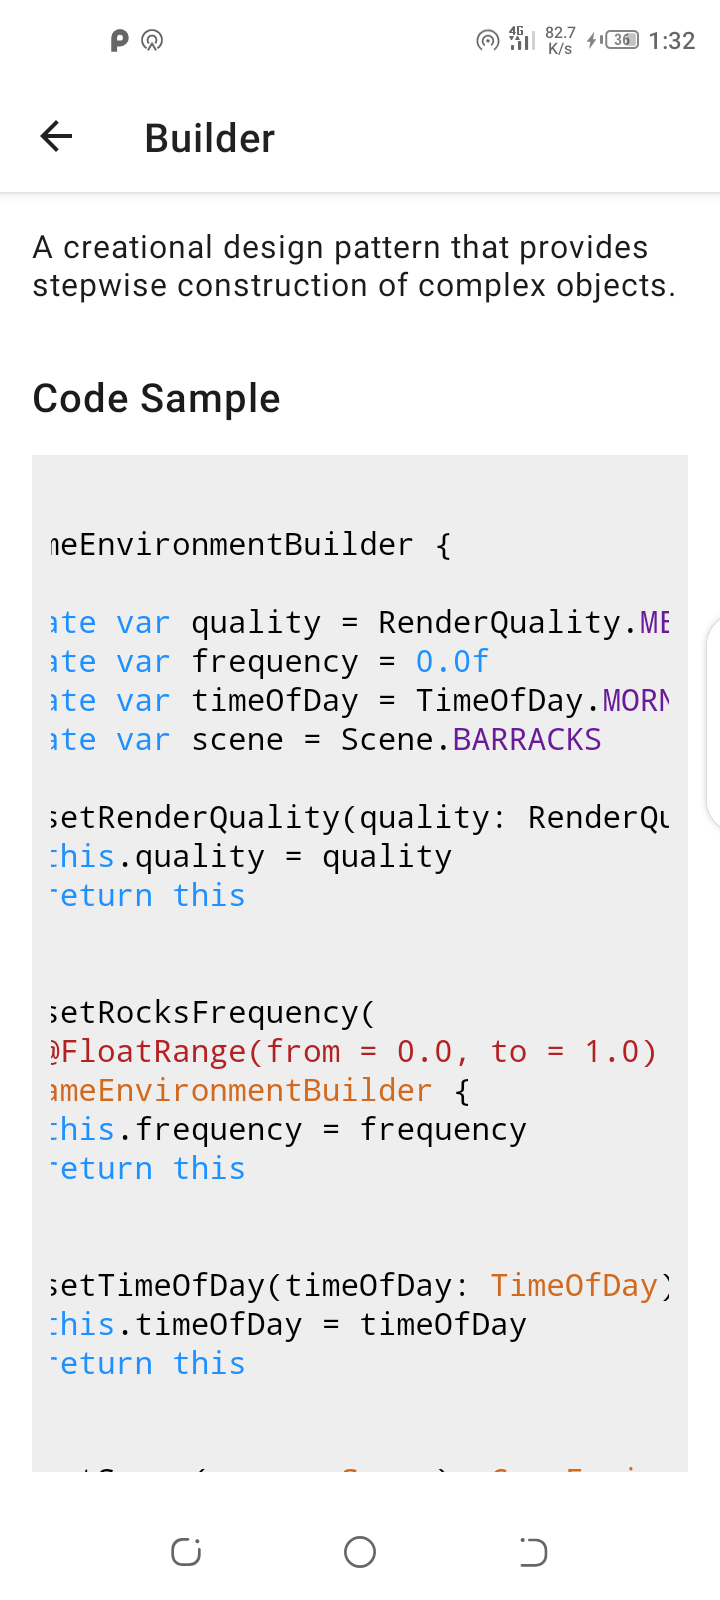 4G 82.7 K/s 36 1:32
Builder
A creational design pattern that provides
stepwise construction of complex objects.
Code Sample
meEnvironmentBuilder {
ate var quality = RenderQuality.ME
ate var frequency = 0.0f
ate var timeOfDay = TimeOfDay.MORN
ate var scene = Scene.BARRACKS
setRenderQuality(quality: RenderQu
this.quality = quality
return this
setRocksFrequency(
@FloatRange(from = 0.0, to = 1.0)
ameEnvironmentBuilder {
this.frequency = frequency
return this
setTimeOfDay(timeOfDay: TimeOfDay)
this.timeOfDay = timeOfDay
return this